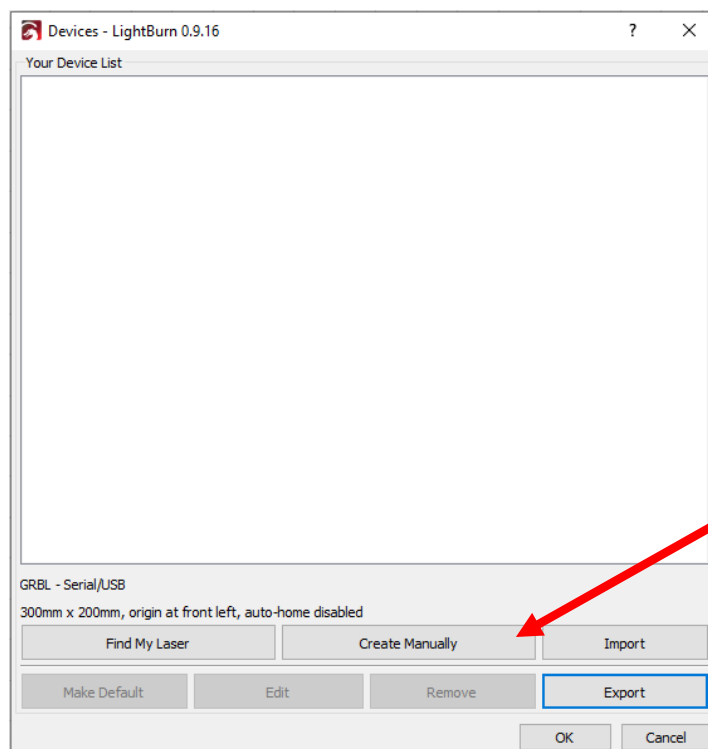 Devices - LightBurn 0.9.16 ?
Your Device List
GRBL - Serial/USB
300mm x 200mm, origin at front left, auto-home disabled
Find My Laser Create Manually Import
Make Default Edit Remove Export
OK Cancel